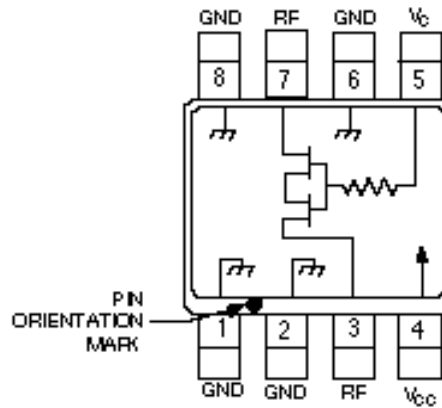 GND RF GND VC
8 7 6 5
PIN
ORIENTATION
MARK
1 2 3 4
GND GND RF VCC